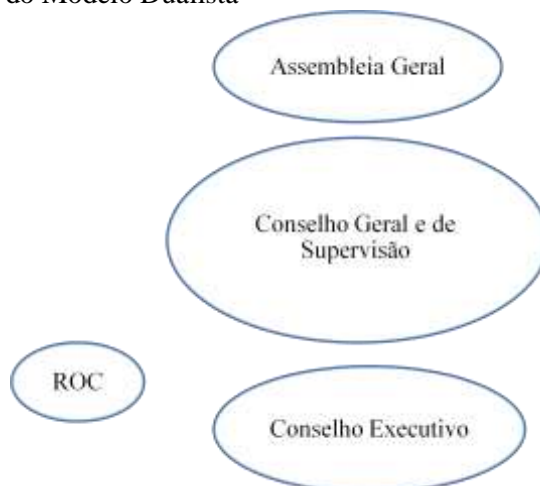 do Modelo Dualista
Assembleia Geral
Conselho Geral e de
Supervisão
ROC
Conselho Executivo